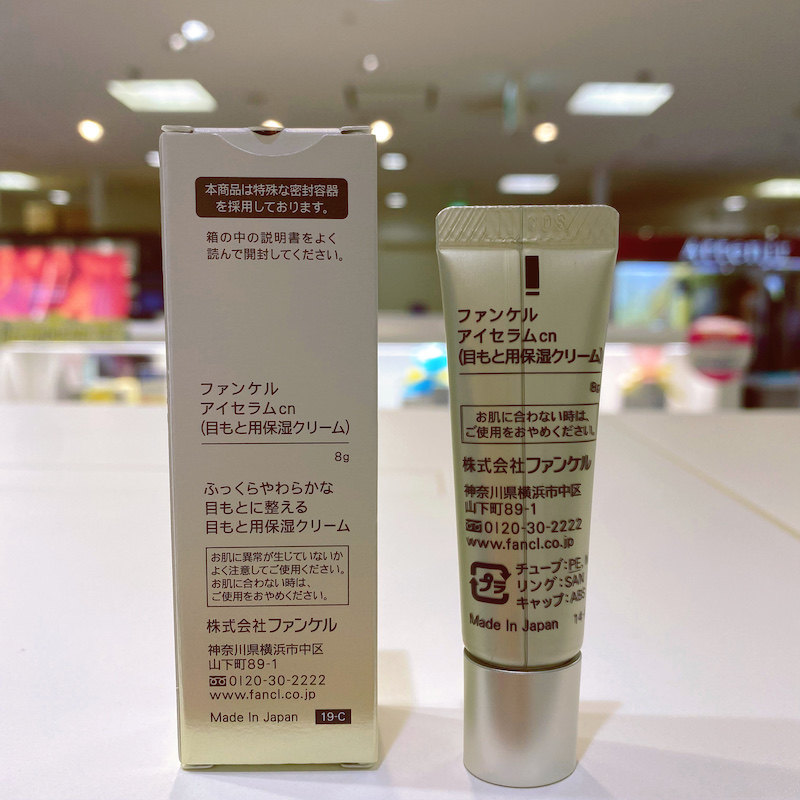 本商品は特殊な密封容器
を採用しております。
箱の中の説明書をよく
読んで開封してください。
ファンケル
アイセラムcn
(目もと用保湿クリーム)
8g
ふっくらやわらかな
目もとに整える
目もと用保湿クリーム
お肌に異常が生じていないか
よく注意してご使用ください。
お肌に合わない時は、
ご使用をおやめください。
株式会社ファンケル
神奈川県横浜市中区
山下町89-1
0120-30-2222
www.fancl.co.jp
Made In Japan 19-C
ファンケル
アイセラムcn
(目もと用保湿クリーム)
8g
お肌に合わない時は、
ご使用をおやめください。
株式会社ファンケル
神奈川県横浜市中区
山下町89-1
0120-30-2222
www.fancl.co.jp
プラ
チューブ:PE,
リング:SAN
キャップ:ABS
Made In Japan 14-